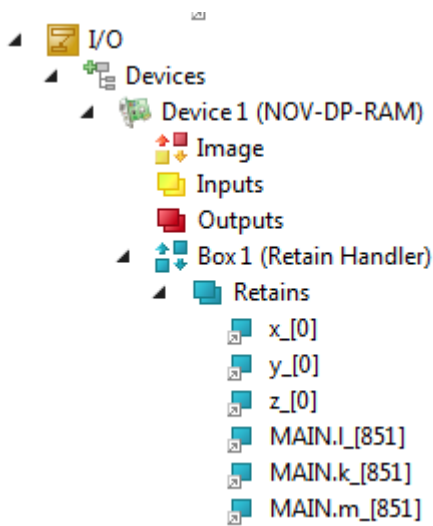 I/O
Devices
Device 1 (NOV-DP-RAM)
Image
Inputs
Outputs
Box 1 (Retain Handler)
Retains
x_[0]
y_[0]
z_[0]
MAIN.l_[851]
MAIN.k_[851]
MAIN.m_[851]